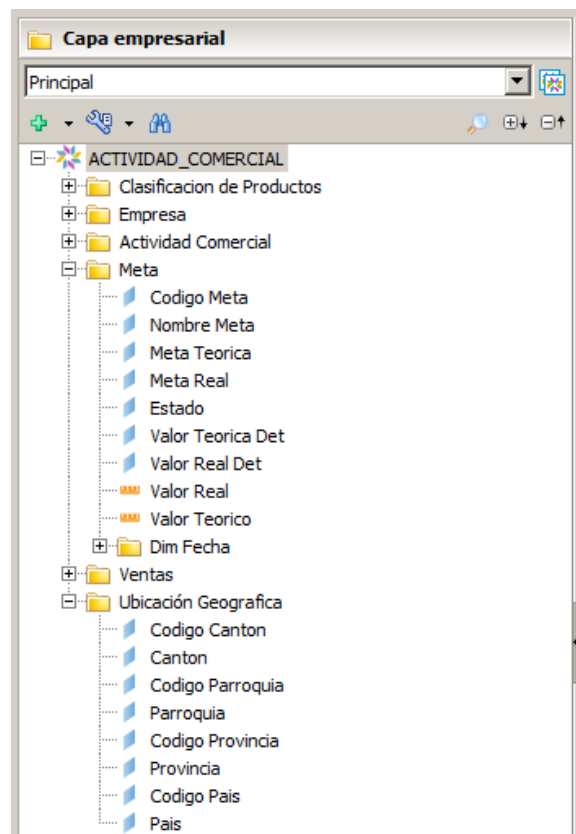 Capa empresarial
Principal
ACTIVIDAD_COMERCIAL
Clasificacion de Productos
Empresa
Actividad Comercial
Meta
Codigo Meta
Nombre Meta
Meta Teorica
Meta Real
Estado
Valor Teorica Det
Valor Real Det
Valor Real
Valor Teorico
Dim Fecha
Ventas
Ubicación Geografica
Codigo Canton
Canton
Codigo Parroquia
Parroquia
Codigo Provincia
Provincia
Codigo Pais
Pais